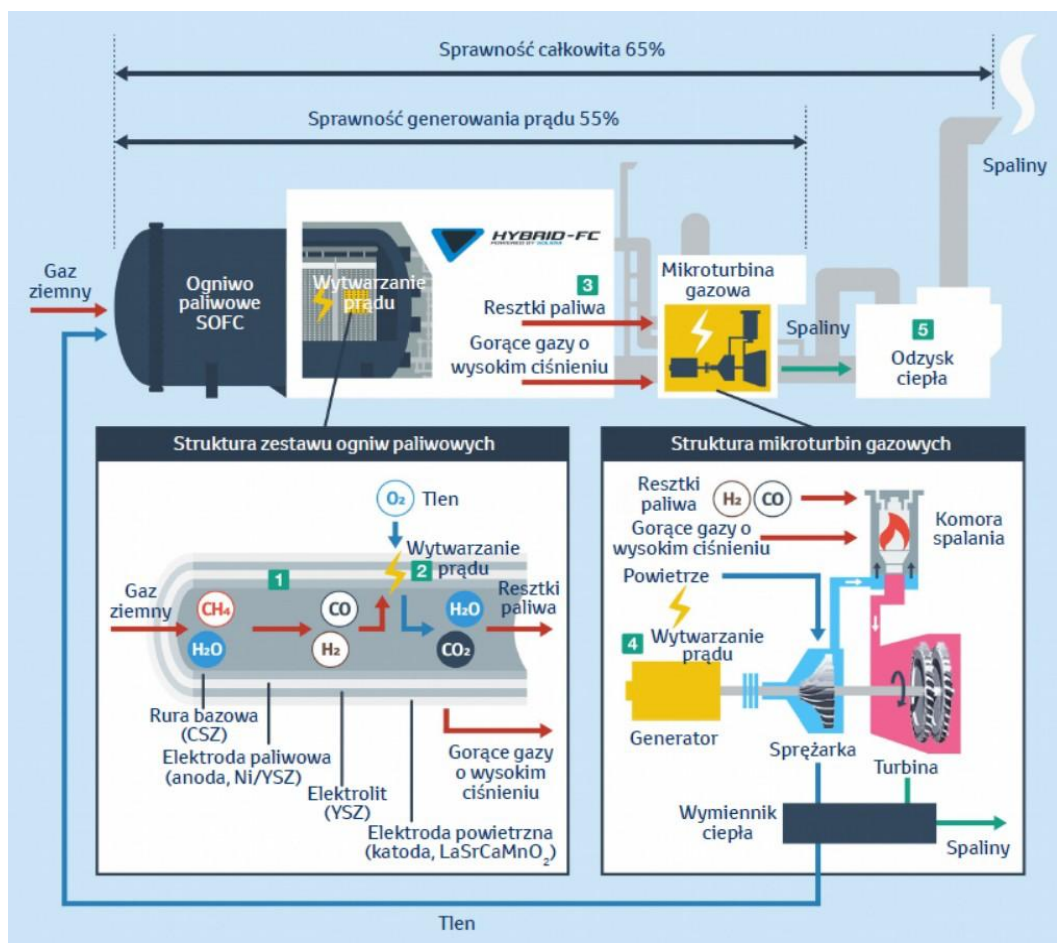 Sprawność całkowita 65%
Sprawność generowania prądu 55%
Spaliny
HYBRID-FC
Gaz
ziemny
Ogniwo
paliwowe
SOFC
Wytwarzanie
prądu
3
Resztki paliwa
Gorące gazy o
wysokim ciśnieniu
Mikroturbina
gazowa
Spaliny
5
Odzysk
ciepła
Struktura zestawu ogniw paliwowych
O₂ Tlen
1
Wytwarzanie
2 prądu
Gaz
ziemny
Resztki
paliwa
CH₄
CO
H₂O
H₂O
H₂
CO₂
Rura bazowa
(CSZ)
Elektroda paliwowa
(anoda, Ni/YSZ)
Elektrolit
(YSZ)
Elektroda powietrzna
(katoda, LaSrCaMnO₂)
Gorące gazy
o wysokim
ciśnieniu
Struktura mikroturbin gazowych
Resztki
paliwa
H₂ CO
Gorące gazy o
wysokim ciśnieniu
Komora
spalania
Powietrze
4 Wytwarzanie
prądu
Generator
Sprężarka
Turbina
Wymiennik
ciepła
Spaliny
Tlen